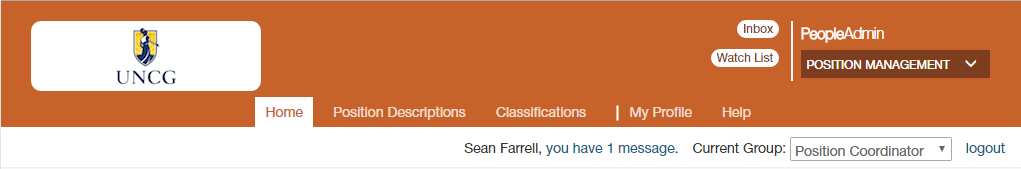 UNCG
Inbox
PeopleAdmin
Watch List
POSITION MANAGEMENT
Home Position Descriptions Classifications | My Profile Help
Sean Farrell, you have 1 message. Current Group: Position Coordinator logout